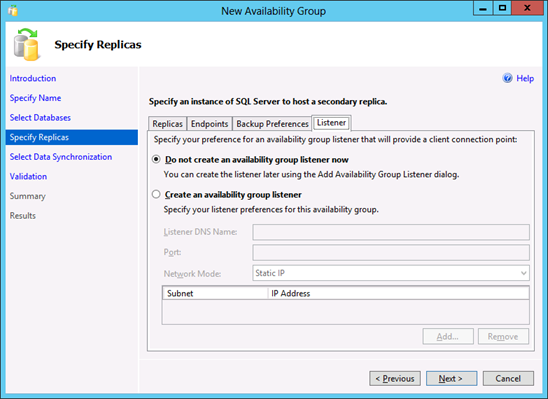 New Availability Group
Specify Replicas
Introduction
Specify Name
Select Databases
Specify Replicas
Select Data Synchronization
Validation
Summary
Results
Help
Specify an instance of SQL Server to host a secondary replica.
Replicas Endpoints Backup Preferences Listener
Specify your preference for an availability group listener that will provide a client connection point:
Do not create an availability group listener now
You can create the listener later using the Add Availability Group Listener dialog.
Create an availability group listener
Specify your listener preferences for this availability group.
Listener DNS Name:
Port:
Network Mode: Static IP
Subnet IP Address
Add... Remove
< Previous Next > Cancel